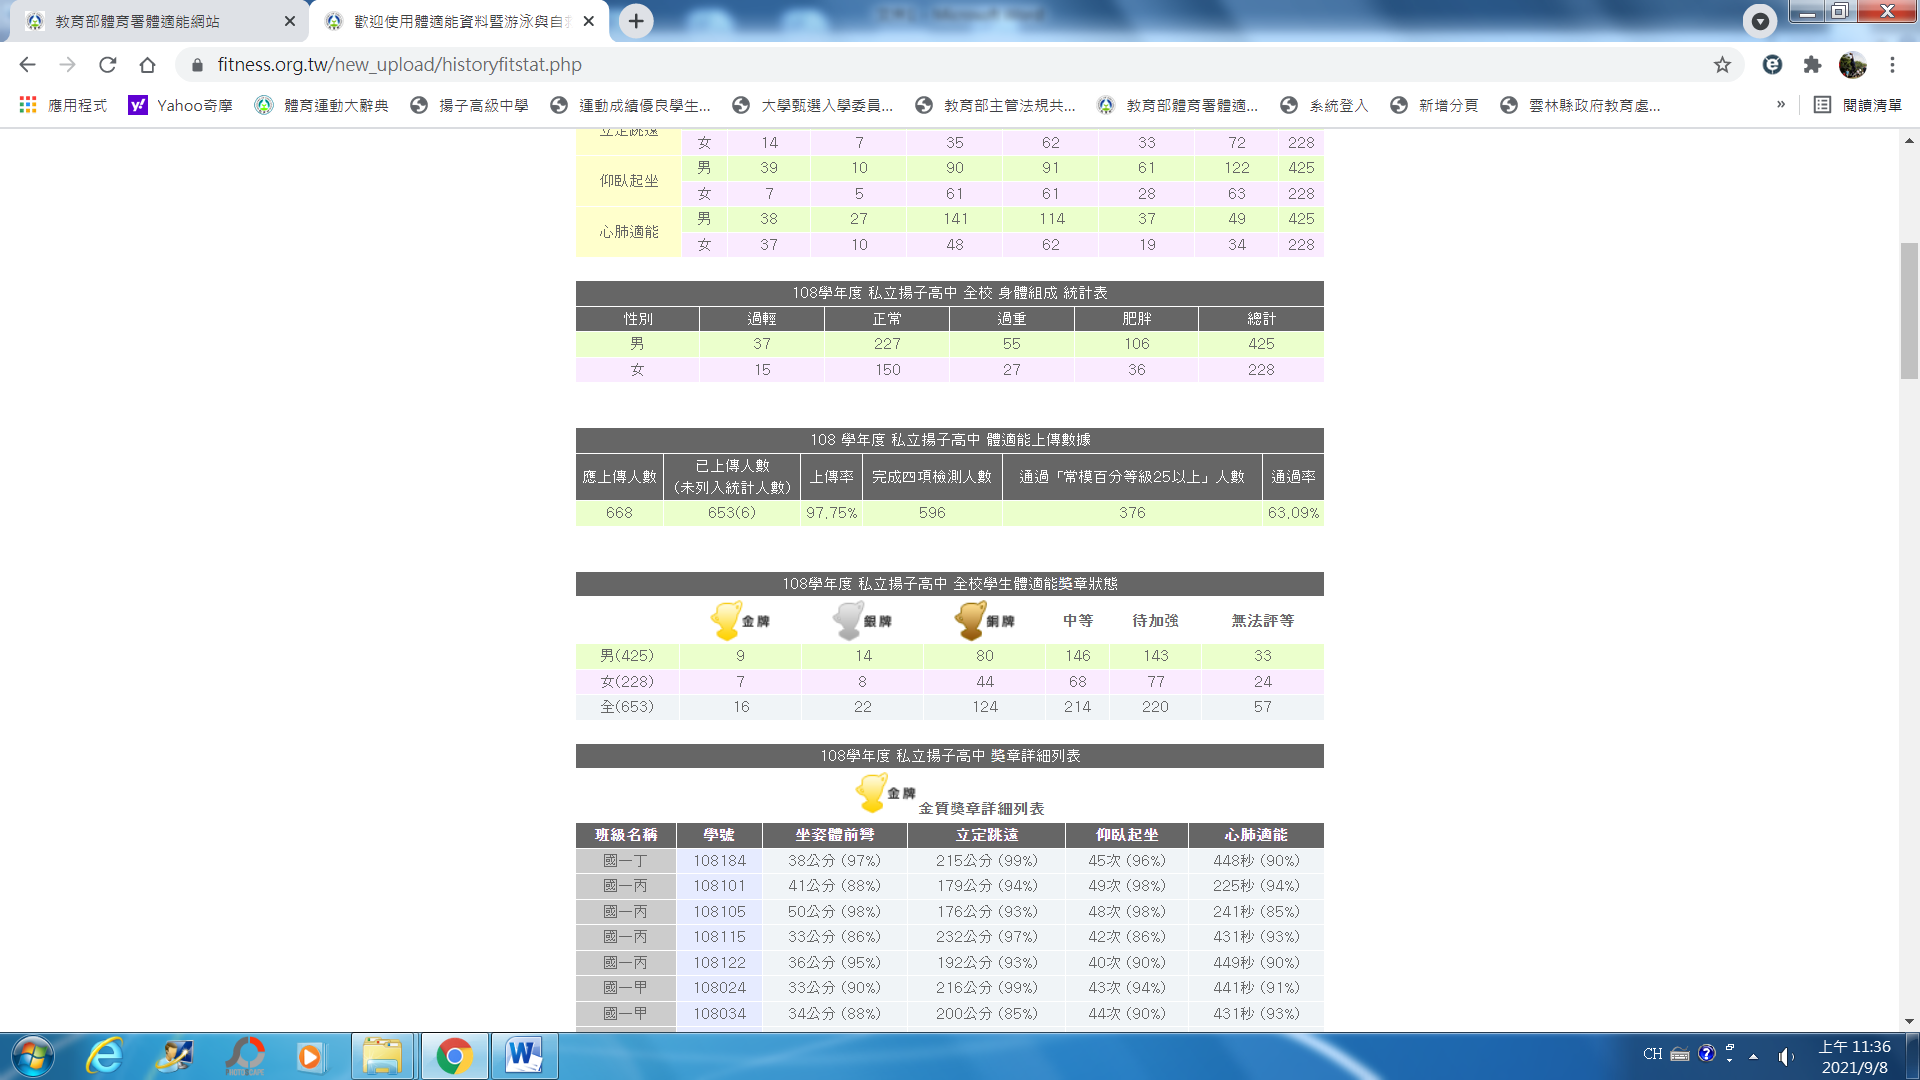 教育部體育署體適能網站
歡迎使用體適能資料暨游泳與自
fitness.org.tw/new_upload/historyfitstat.php
應用程式 Yahoo奇摩 體育運動大辭典 揚子高級中學 運動成績優良學生... 大學甄選入學委員... 教育部主管法規共... 教育部體育署體適... 系統登入 新增分頁 雲林縣政府教育處... » 閱讀清單
立定跳遠 女 14 7 35 62 33 72 228
仰臥起坐 男 39 10 90 91 61 122 425
女 7 5 61 61 28 63 228
心肺適能 男 38 27 141 114 37 49 425
女 37 10 48 62 19 34 228
108學年度 私立揚子高中 全校 身體組成 統計表
性別 過輕 正常 過重 肥胖 總計
男 37 227 55 106 425
女 15 150 27 36 228
108 學年度 私立揚子高中 體適能上傳數據
應上傳人數 已上傳人數 (未列入統計人數) 上傳率 完成四項檢測人數 通過「常模百分等級25以上」人數 通過率
668 653(6) 97.75% 596 376 63.09%
108學年度 私立揚子高中 全校學生體適能獎章狀態
金牌 銀牌 銅牌 中等 待加強 無法評等
男(425) 9 14 80 146 143 33
女(228) 7 8 44 68 77 24
全(653) 16 22 124 214 220 57
108學年度 私立揚子高中 獎章詳細列表
金牌 金質獎章詳細列表
班級名稱 學號 坐姿體前彎 立定跳遠 仰臥起坐 心肺適能
國一丁 108184 38公分 (97%) 215公分 (99%) 45次 (96%) 448秒 (90%)
國一丙 108101 41公分 (88%) 179公分 (94%) 49次 (98%) 225秒 (94%)
國一丙 108105 50公分 (98%) 176公分 (93%) 48次 (98%) 241秒 (85%)
國一丙 108115 33公分 (86%) 232公分 (97%) 42次 (86%) 431秒 (93%)
國一丙 108122 36公分 (95%) 192公分 (93%) 40次 (90%) 449秒 (90%)
國一甲 108024 33公分 (90%) 216公分 (99%) 43次 (94%) 441秒 (91%)
國一甲 108034 34公分 (88%) 200公分 (85%) 44次 (90%) 431秒 (93%)
CH
上午 11:36
2021/9/8